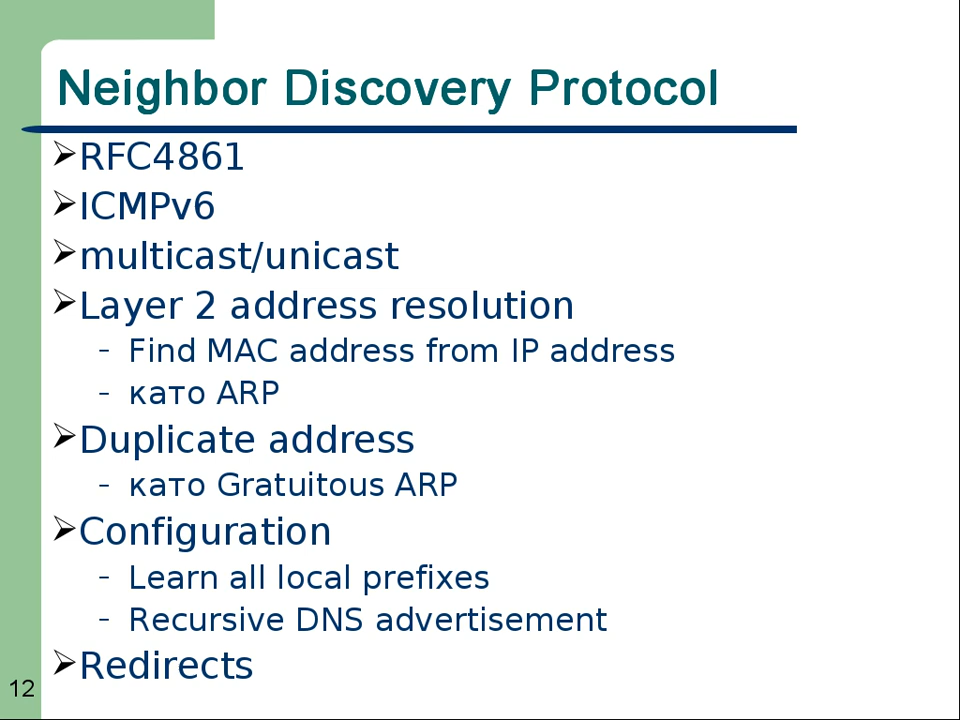 Neighbor Discovery Protocol
RFC4861
ICMPv6
multicast/unicast
Layer 2 address resolution
– Find MAC address from IP address
– като ARP
Duplicate address
– като Gratuitous ARP
Configuration
– Learn all local prefixes
– Recursive DNS advertisement
Redirects
12